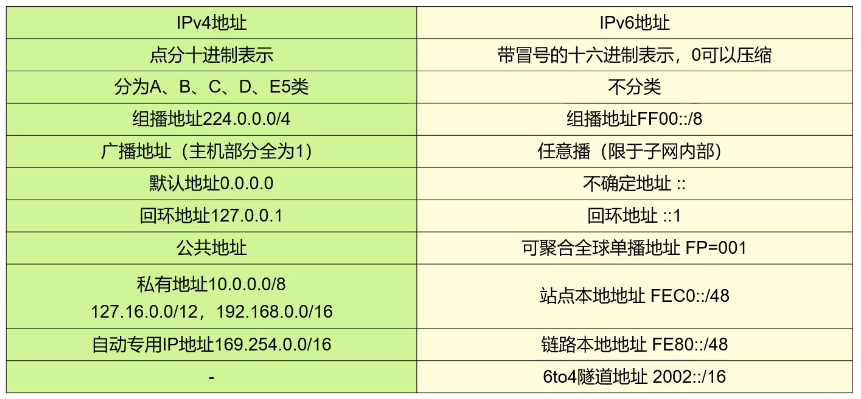 IPv4地址 IPv6地址
点分十进制表示 带冒号的十六进制表示，0可以压缩
分为A、B、C、D、E5类 不分类
组播地址224.0.0.0/4 组播地址FF00::/8
广播地址（主机部分全为1） 任意播（限于子网内部）
默认地址0.0.0.0 不确定地址 ::
回环地址127.0.0.1 回环地址 ::1
公共地址 可聚合全球单播地址 FP=001
私有地址10.0.0.0/8
127.16.0.0/12，192.168.0.0/16 站点本地地址 FEC0::/48
自动专用IP地址169.254.0.0/16 链路本地地址 FE80::/48
- 6to4隧道地址 2002::/16